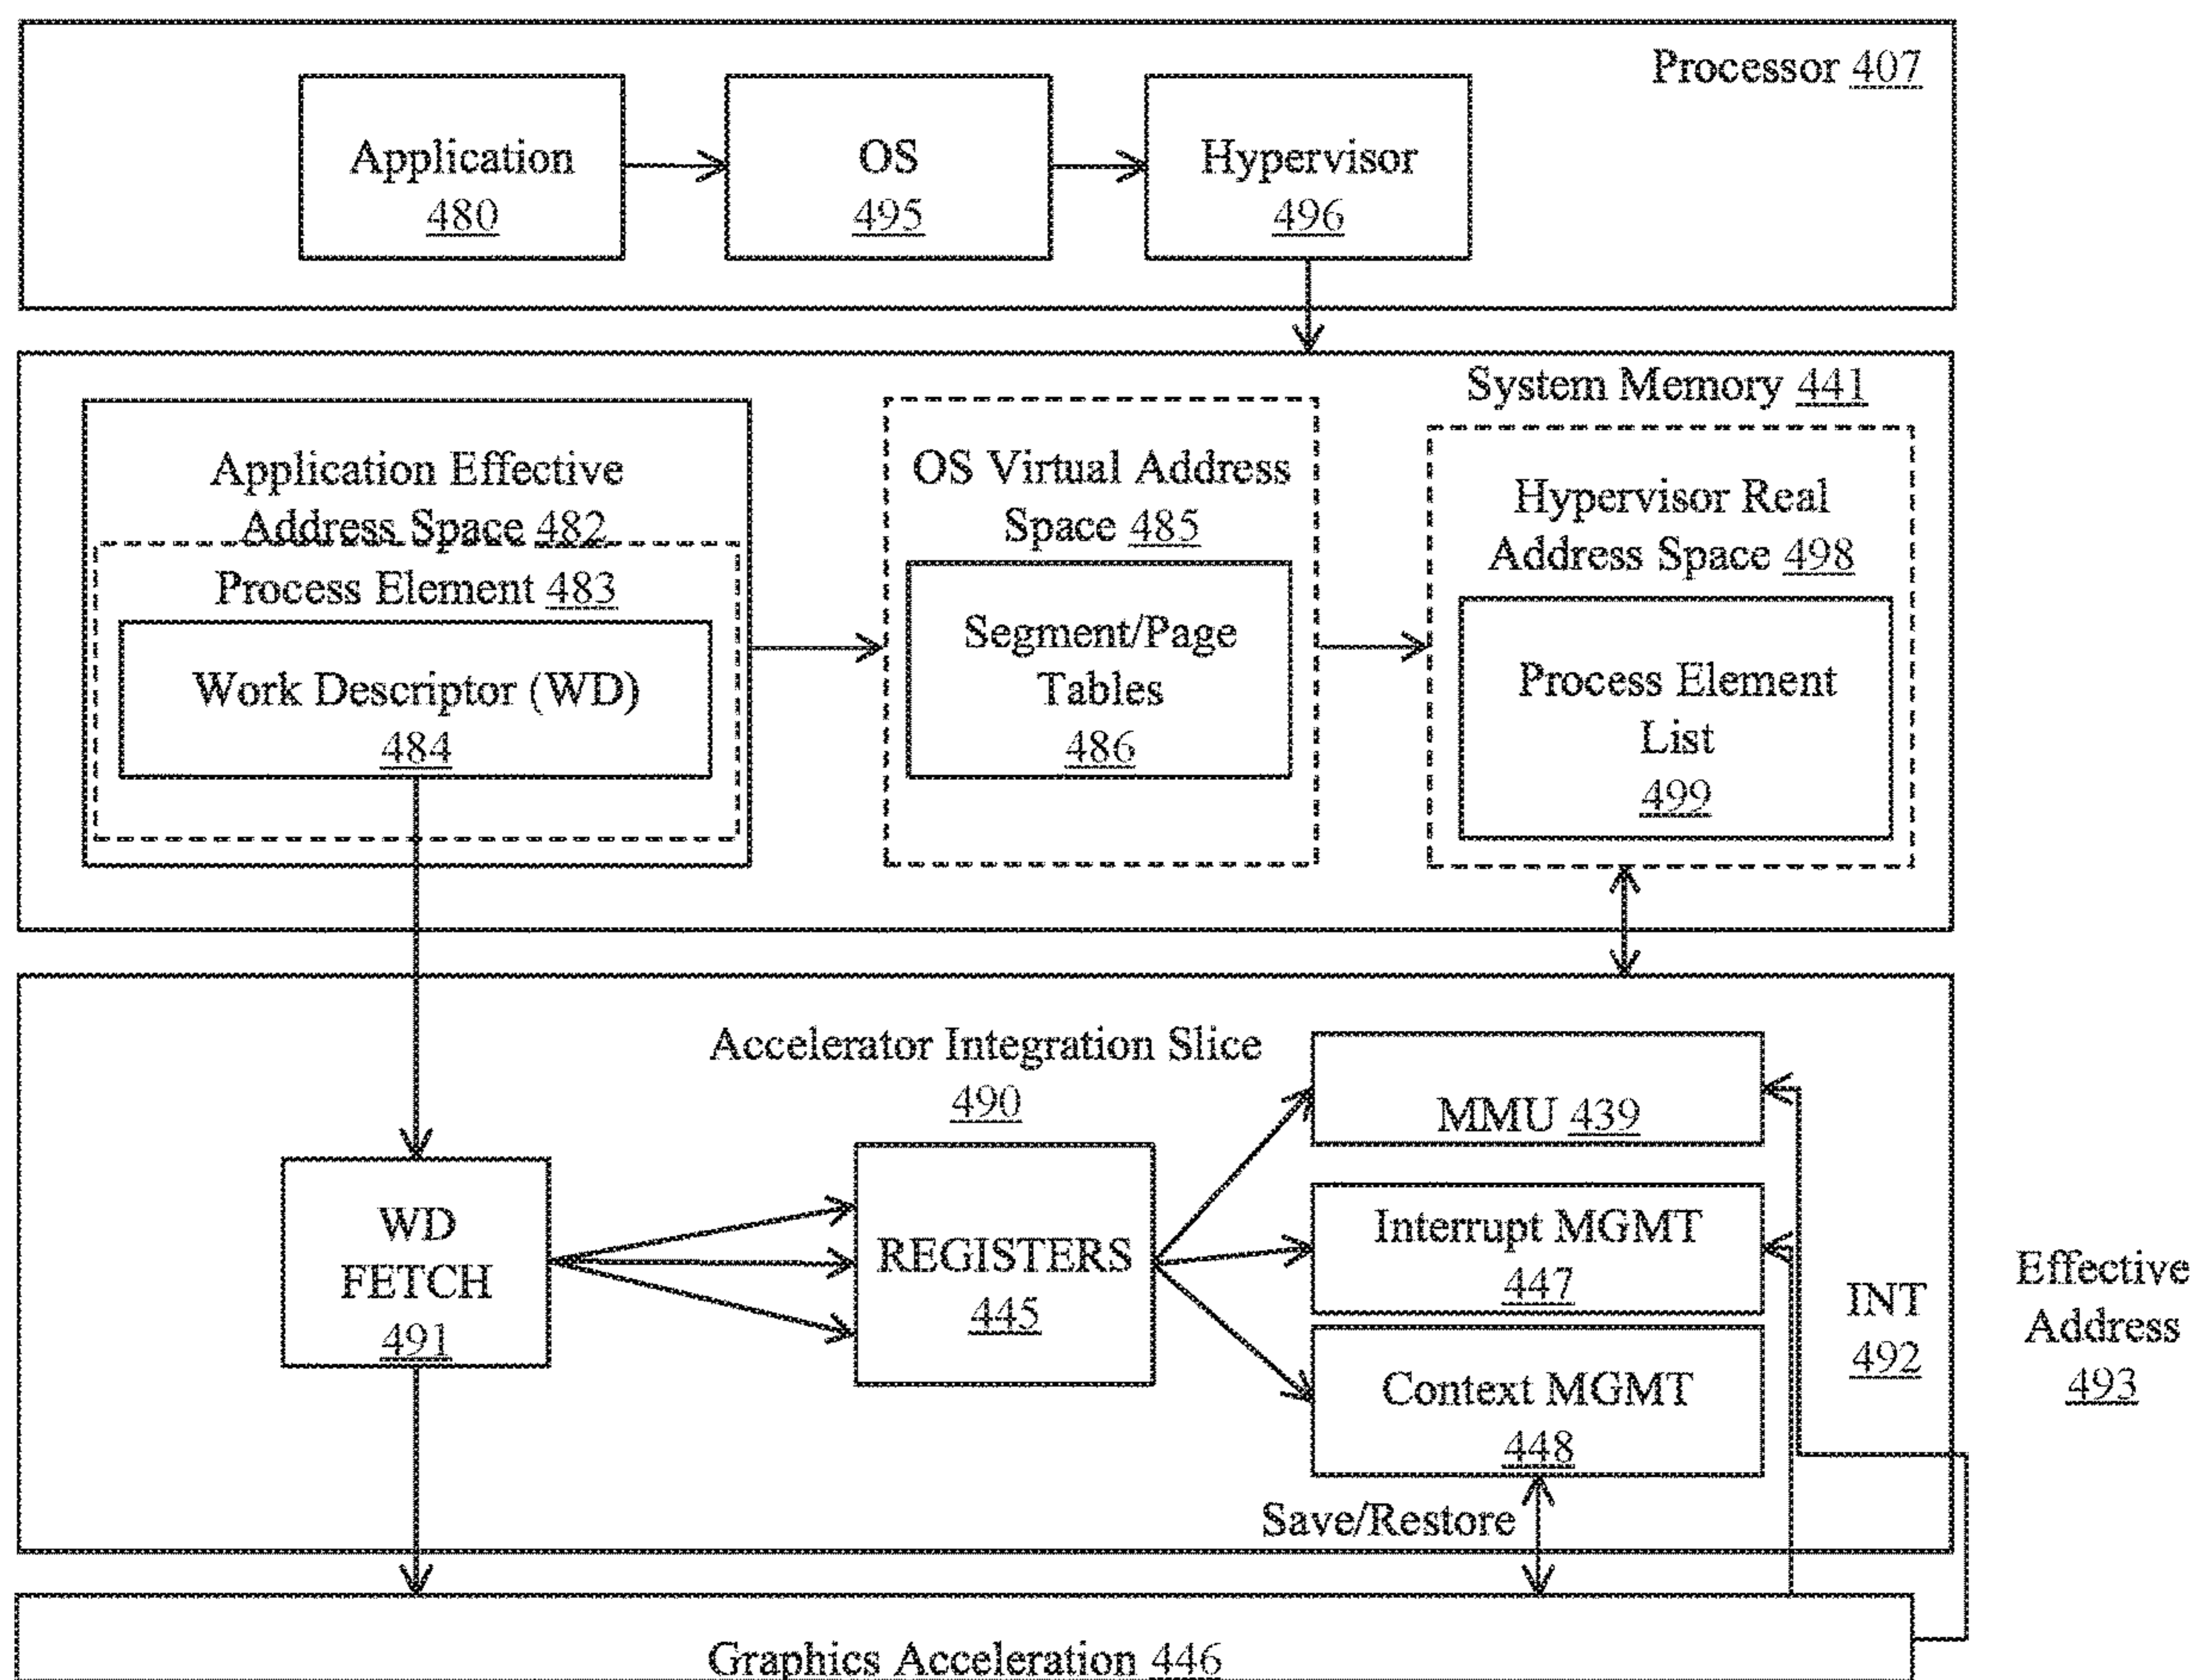 Processor 407
Application
480
OS
495
Hypervisor
496
System Memory 441
Application Effective
Address Space 482
Process Element 483
Work Descriptor (WD)
484
OS Virtual Address
Space 485
Segment/Page
Tables
486
Hypervisor Real
Address Space 498
Process Element
List
499
Accelerator Integration Slice
490
WD
FETCH
491
REGISTERS
445
MMU 439
Interrupt MGMT
447
Context MGMT
448
INT
492
Effective
Address
493
Save/Restore
Graphics Acceleration 446